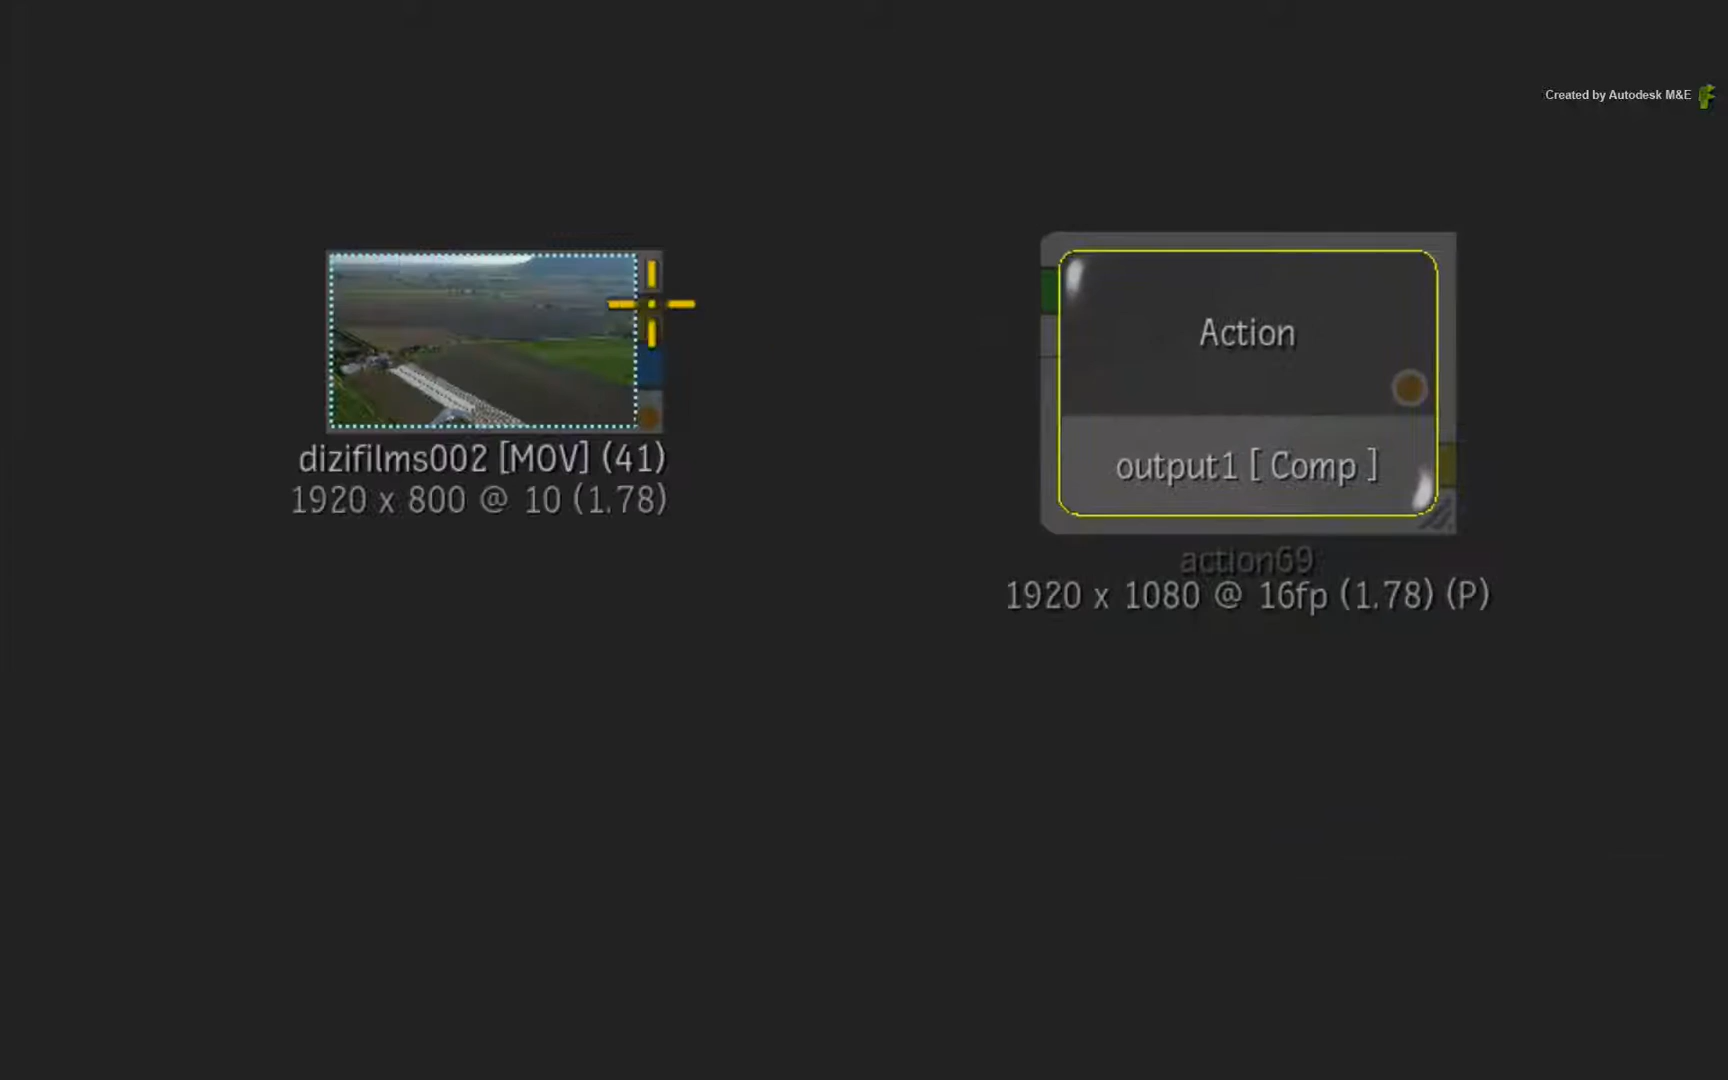 Created by Autodesk M&E
Action
output1 [ Comp ]
dizifilms002 [MOV] (41)
1920 x 800 @ 10 (1.78)
action69
1920 x 1080 @ 16fp (1.78) (P)